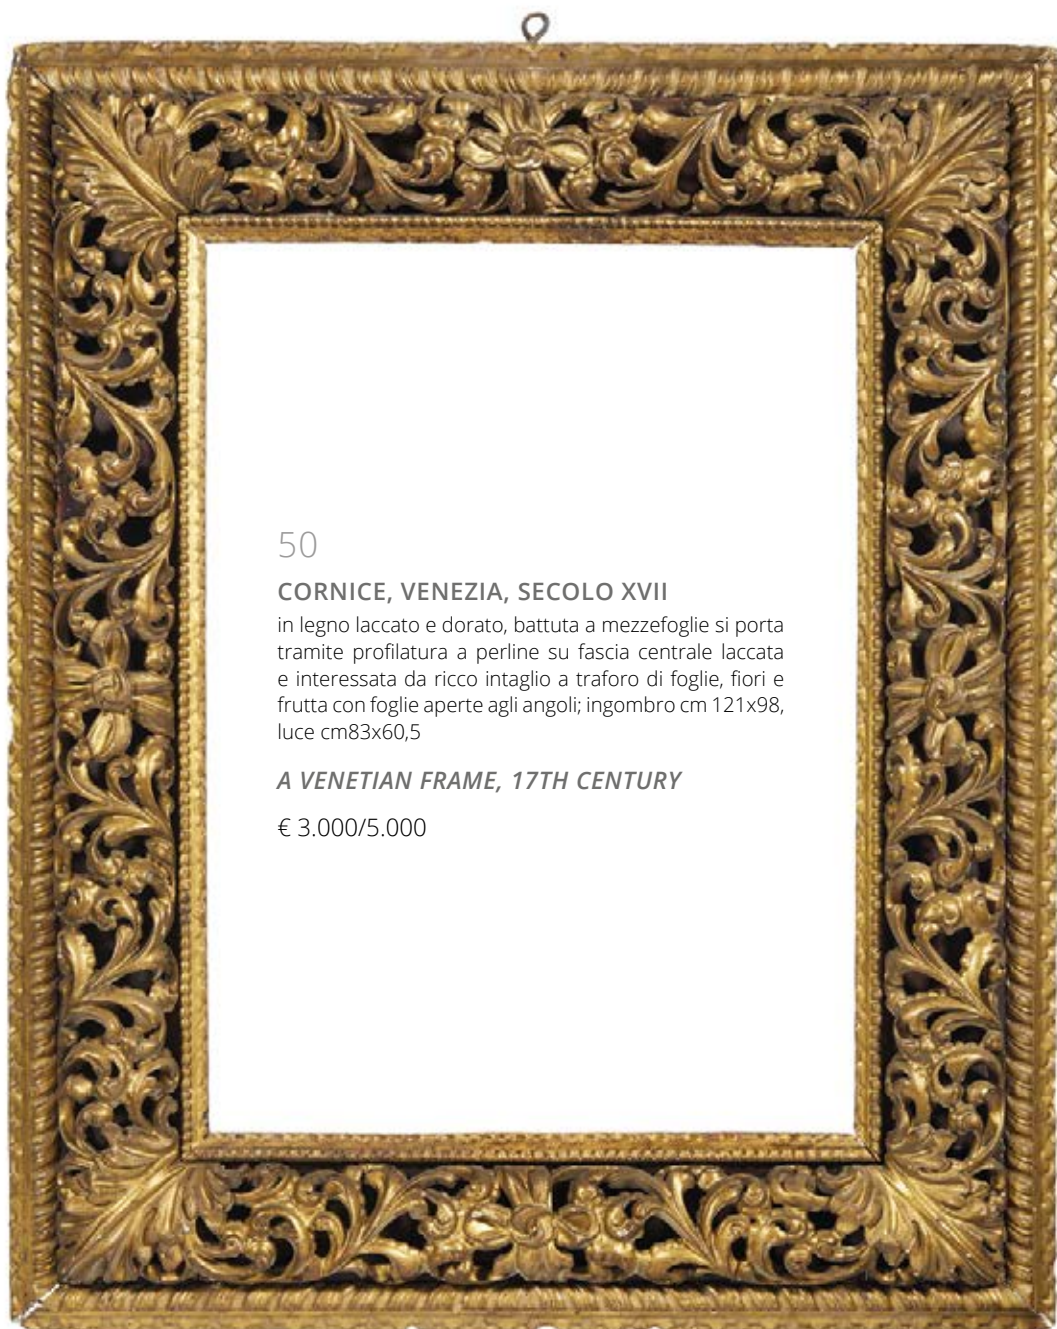 50
CORNICE, VENEZIA, SECOLO XVII
in legno laccato e dorato, battuta a mezzefoglie si porta
tramite profilatura a perline su fascia centrale laccata
e interessata da ricco intaglio a traforo di foglie, fiori e
frutta con foglie aperte agli angoli; ingombro cm 121x98,
luce cm83x60,5
A VENETIAN FRAME, 17TH CENTURY
€ 3.000/5.000